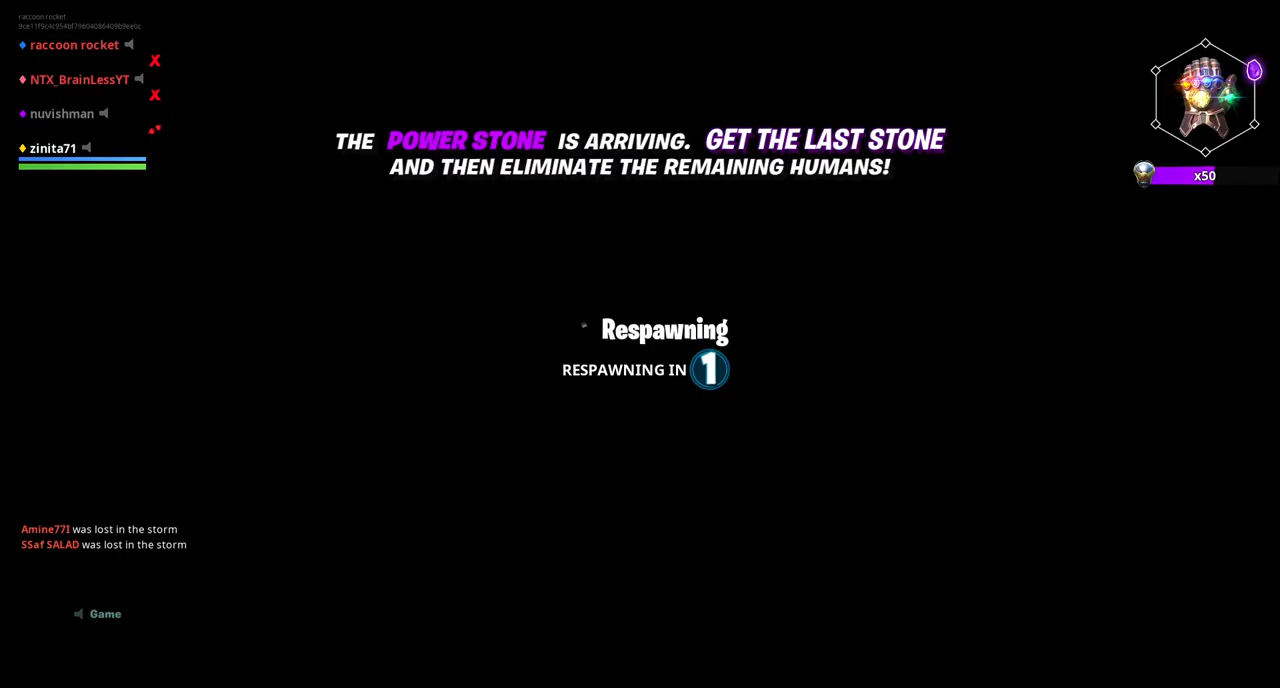 raccoon rocket
raccoon rocket
NTX_BrainLessYT
nuvishman
zinita71
THE POWER STONE IS ARRIVING. GET THE LAST STONE
AND THEN ELIMINATE THE REMAINING HUMANS!
x50
Respawning
RESPAWNING IN 1
Amine77I was lost in the storm
SSaf SALAD was lost in the storm
Game